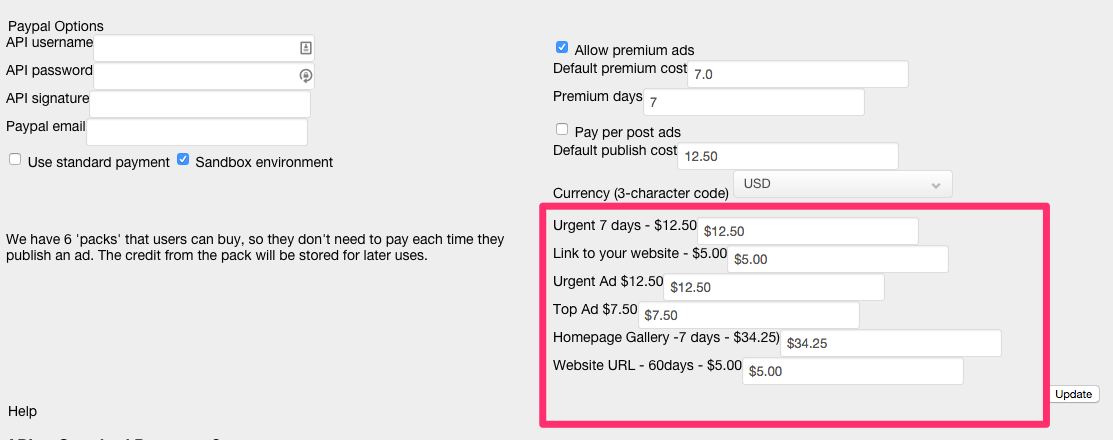 Paypal Options
API username
API password
API signature
Paypal email
Use standard payment Sandbox environment
We have 6 'packs' that users can buy, so they don't need to pay each time they
publish an ad. The credit from the pack will be stored for later uses.
Help
Allow premium ads
Default premium cost 7.0
Premium days 7
Pay per post ads
Default publish cost 12.50
Currency (3-character code) USD
Urgent 7 days - $12.50 $12.50
Link to your website - $5.00 $5.00
Urgent Ad $12.50 $12.50
Top Ad $7.50 $7.50
Homepage Gallery -7 days - $34.25) $34.25
Website URL - 60days - $5.00 $5.00
Update